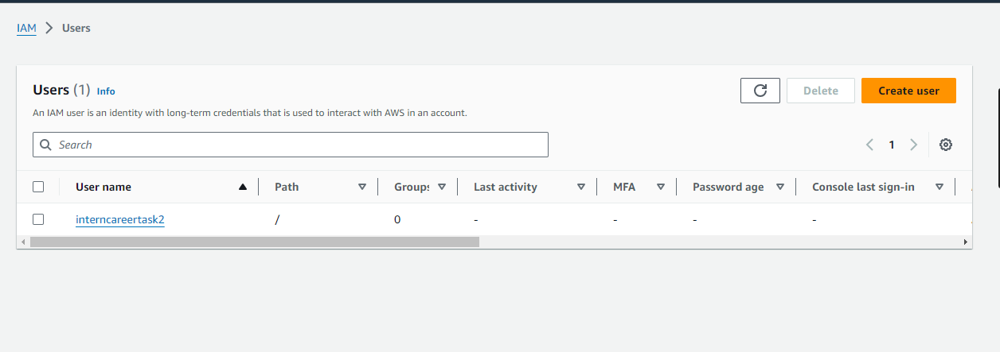 IAM > Users
Users (1) Info
Delete
Create user
An IAM user is an identity with long-term credentials that is used to interact with AWS in an account.
Search
1
User name Path Groups Last activity MFA Password age Console last sign-in
interncareertask2 / 0 - - - -